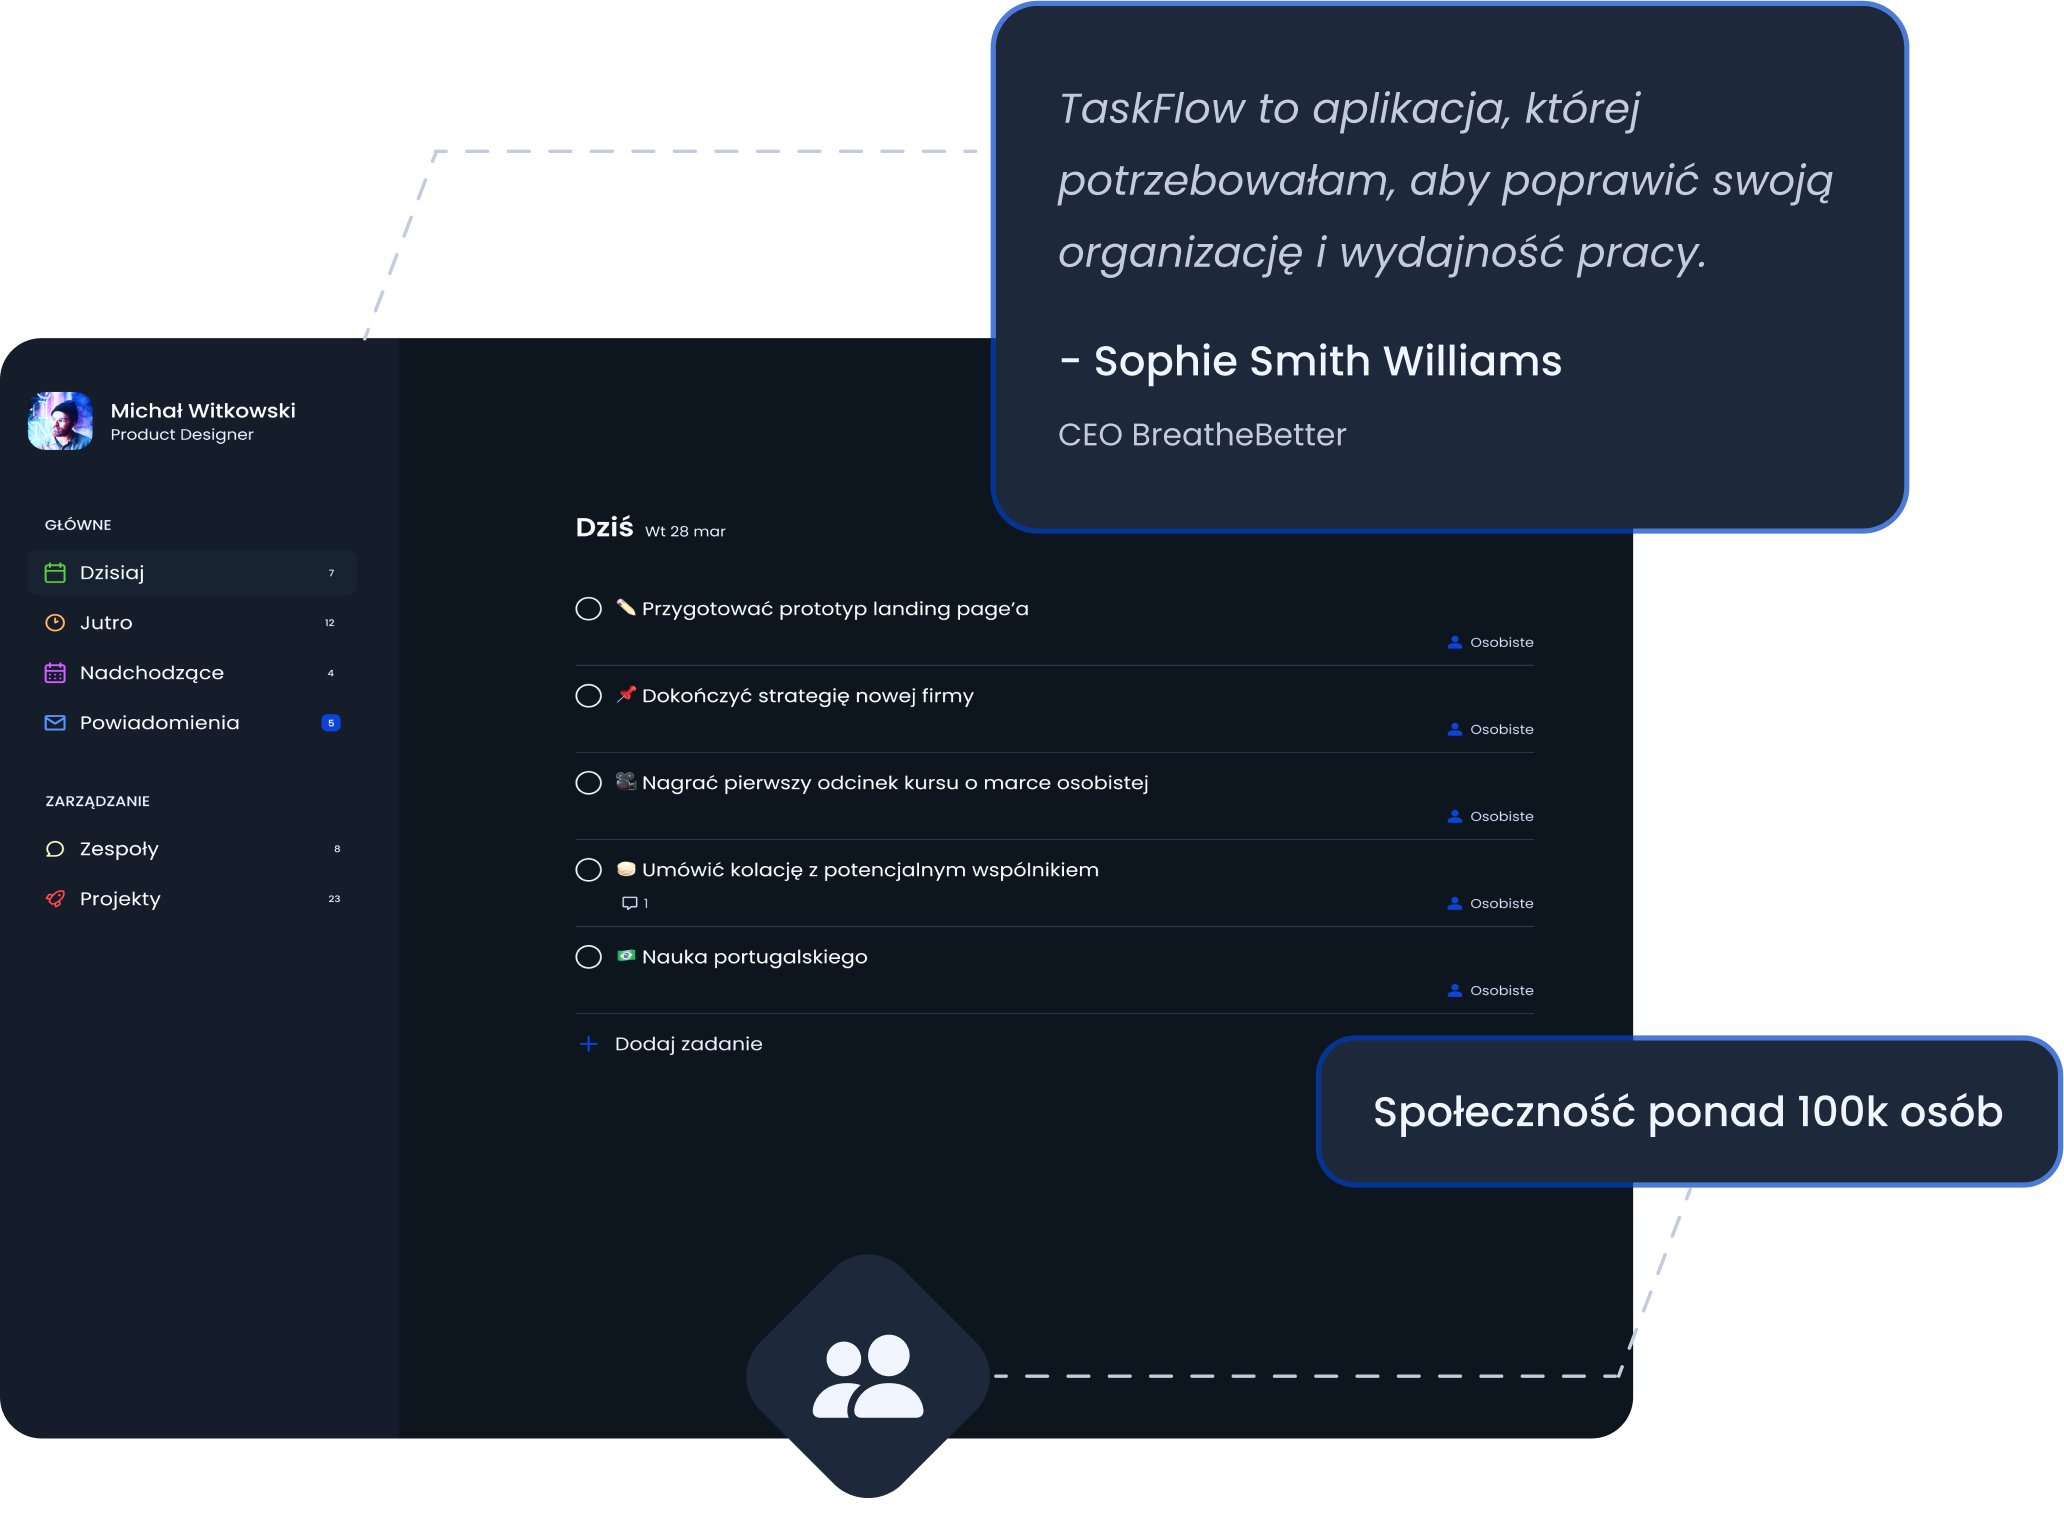 TaskFlow to aplikacja, której
potrzebowałam, aby poprawić swoją
organizację i wydajność pracy.
- Sophie Smith Williams
CEO BreatheBetter
Michał Witkowski
Product Designer
GŁÓWNE
Dzisiaj 7
Jutro 12
Nadchodzące 4
Powiadomienia 5
ZARZĄDZANIE
Zespoły 8
Projekty 23
Dziś Wt 28 mar
Przygotować prototyp landing page’a
Osobiste
Dokończyć strategię nowej firmy
Osobiste
Nagrać pierwszy odcinek kursu o marce osobistej
Osobiste
Umówić kolację z potencjalnym wspólnikiem
1 Osobiste
Nauka portugalskiego
Osobiste
Dodaj zadanie
Społeczność ponad 100k osób